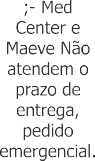 ;- Med
Center e
Maeve Não
atendem o
prazo de
entrega,
pedido
emergencial.